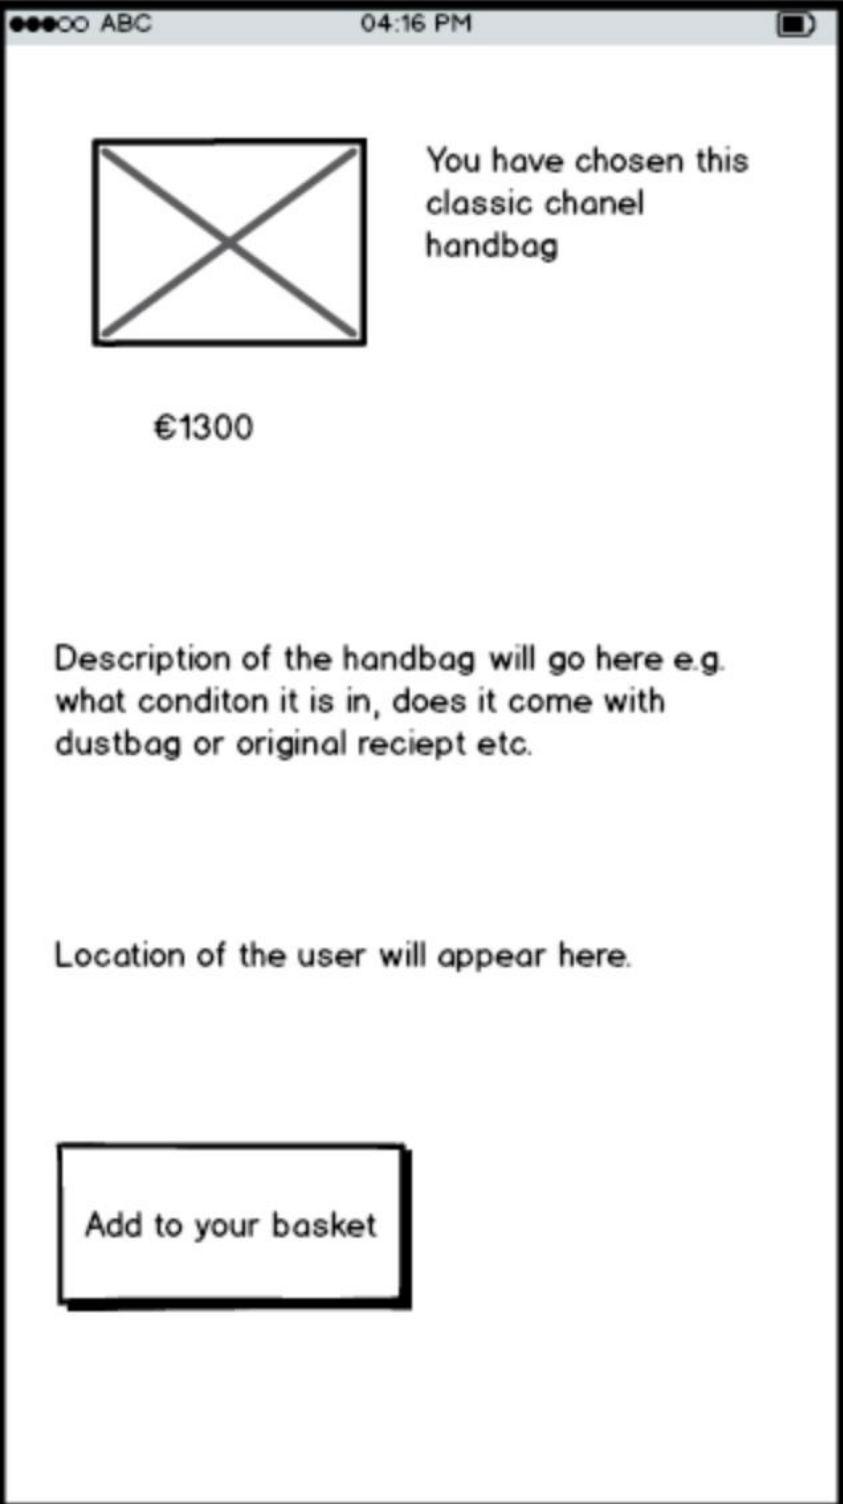 ABC 04:16 PM
You have chosen this
classic chanel
handbag
€1300
Description of the handbag will go here e.g.
what conditon it is in, does it come with
dustbag or original reciept etc.
Location of the user will appear here.
Add to your basket